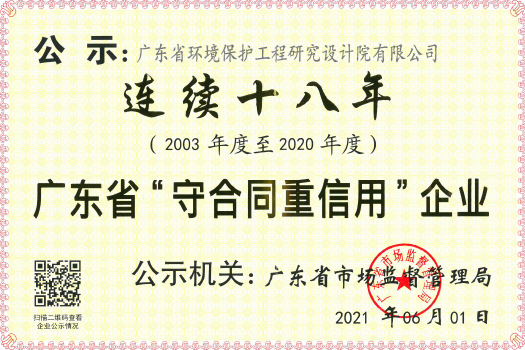 公 示：广东省环境保护工程研究设计院有限公司
连续十八年
（2003 年度至 2020 年度）
广东省“守合同重信用”企业
公示机关：广东省市场监督管理局
广东省市场监督管理局
扫描二维码查看
企业公示情况
2021 年 06 月 01 日